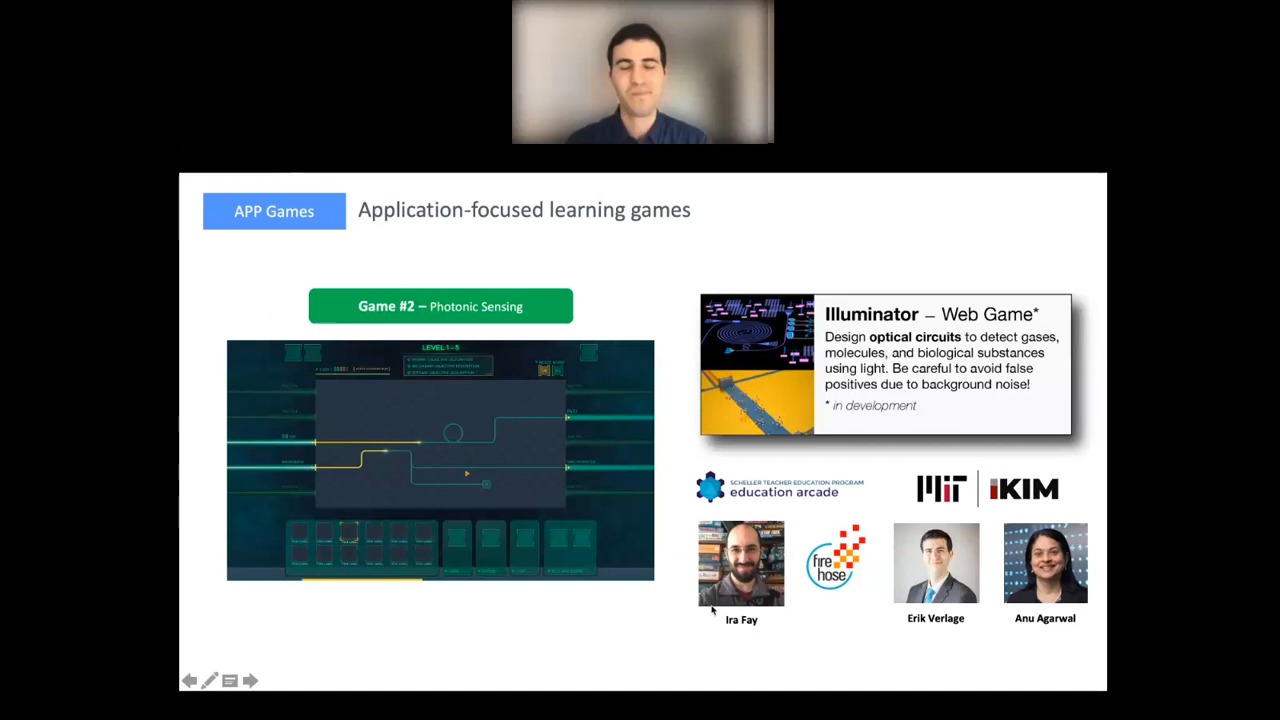 APP Games
Application-focused learning games
Game #2 – Photonic Sensing
LEVEL 1-5
Illuminator – Web Game*
Design optical circuits to detect gases,
molecules, and biological substances
using light. Be careful to avoid false
positives due to background noise!
* in development
SCHELLER TEACHER EDUCATION PROGRAM
education arcade
MIT
iKIM
fire
hose
Ira Fay
Erik Verlage
Anu Agarwal